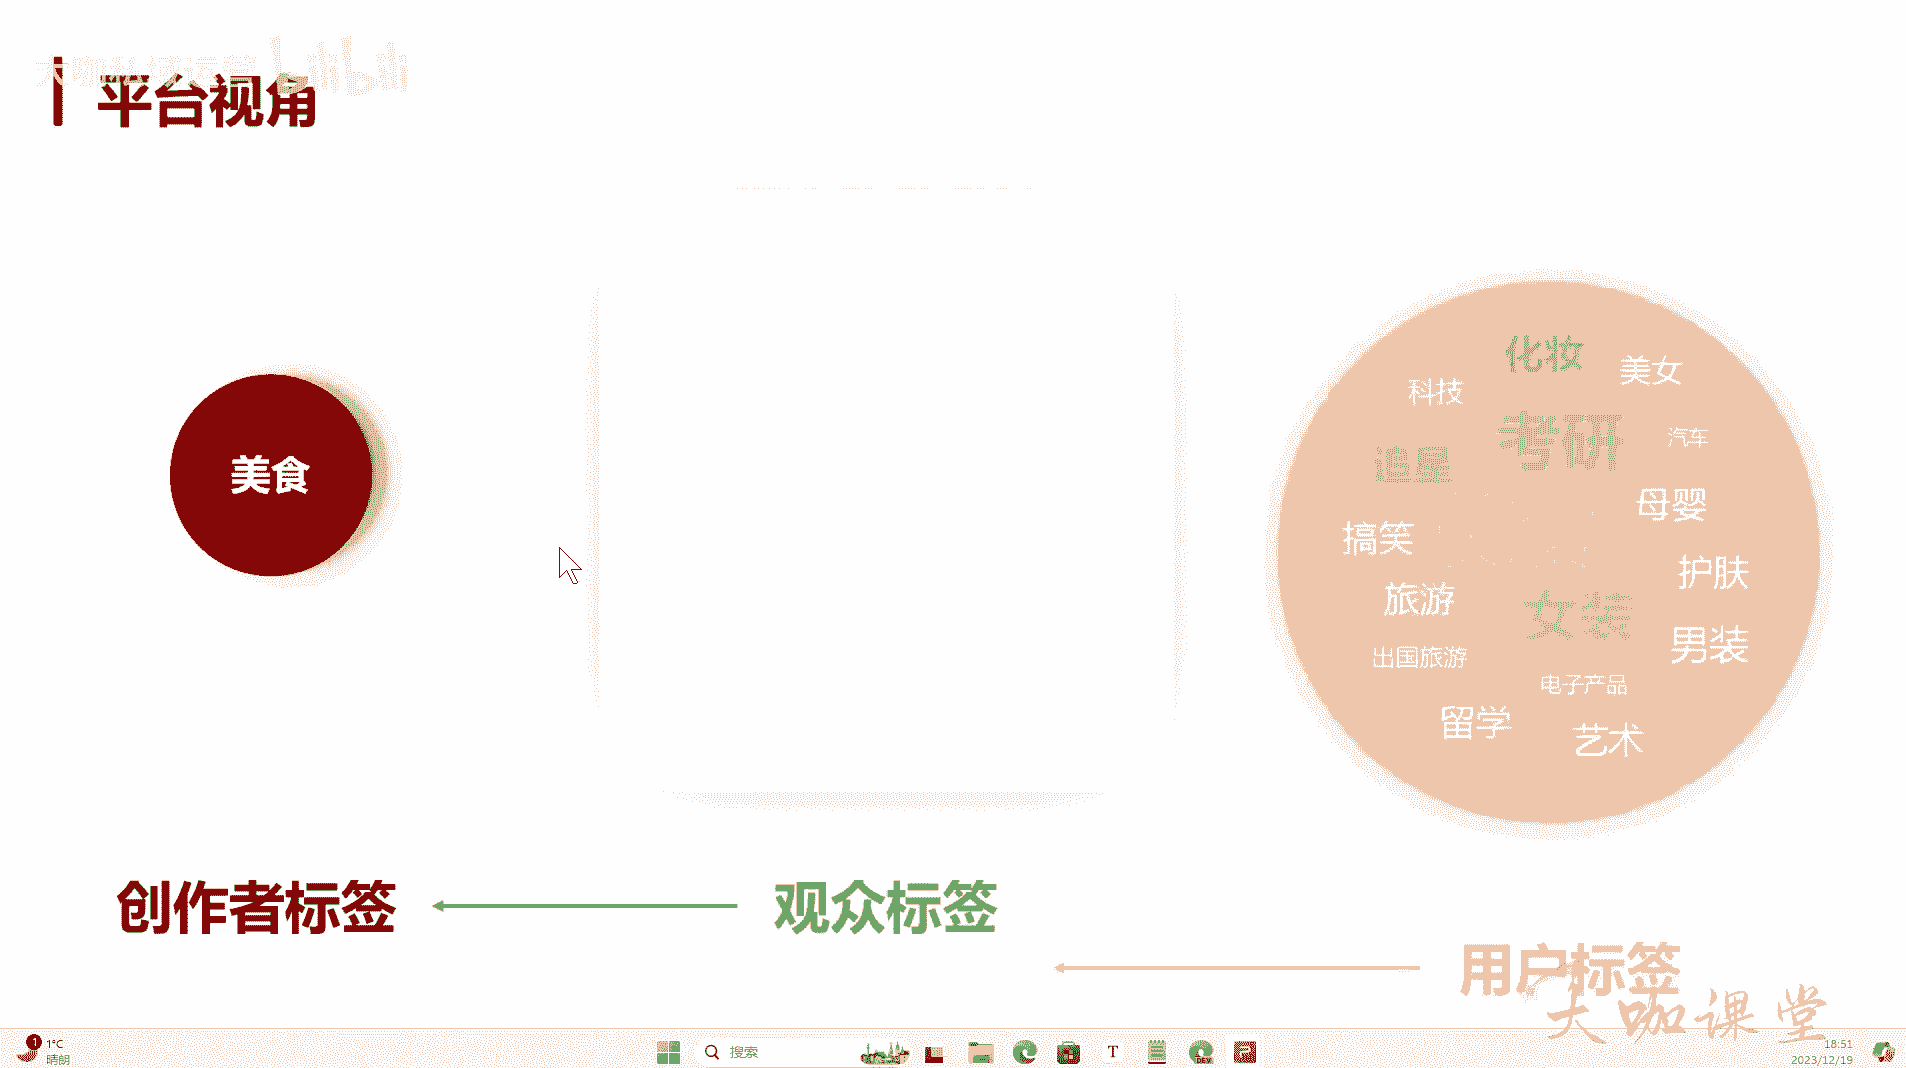 平台视角
bilibili
美食
化妆
美女
科技
考研
汽车
追星
母婴
搞笑
护肤
旅游
女装
男装
出国旅游
电子产品
留学
艺术
创作者标签
观众标签
用户标签
大咖课堂
1
1°C
晴朗
搜索
T
DEV
P
18:51
2023/12/19